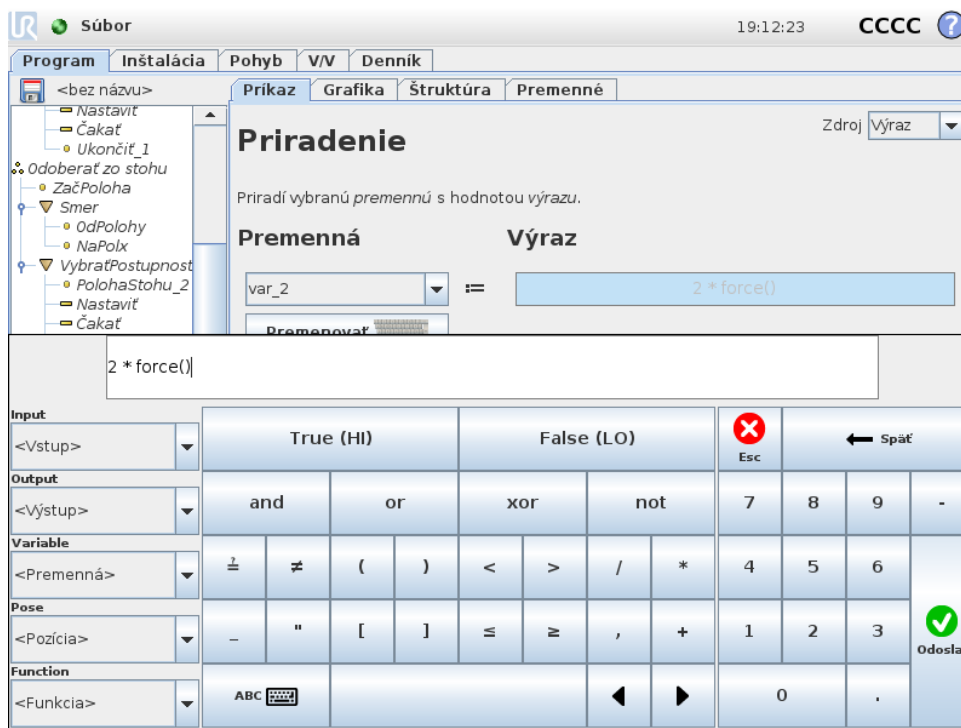 UR Súbor 19:12:23 CCCC ?
Program Inštalácia Pohyb V/V Denník
<bez názvu> Príkaz Grafika Štruktúra Premenné
Nastaviť
Čakať
Ukončiť_1
Odoberať zo stohu
ZačPoloha
Smer
OdPolohy
NaPolx
VybraťPostupnost
PolohaStohu_2
Nastaviť
Čakať
Priradenie
Zdroj Výraz
Priradí vybranú premennú s hodnotou výrazu.
Premenná Výraz
var_2 := 2 * force()
Premenovať
2 * force()
Input
<Vstup>
Output
<Výstup>
Variable
<Premenná>
Pose
<Pozícia>
Function
<Funkcia>
True (HI) False (LO) Esc Späť
and or xor not 7 8 9 -
≟ ≠ ( ) < > / * 4 5 6
_ " [ ] ≤ ≥ , + 1 2 3
Odosla
ABC 0 .